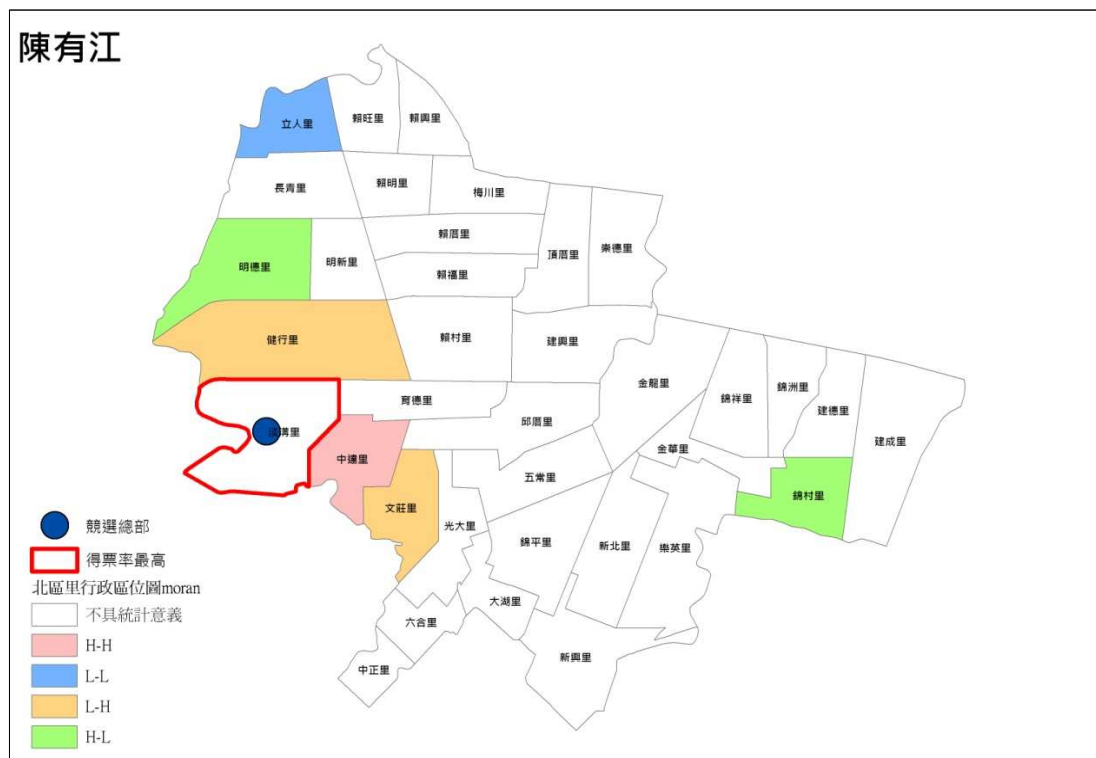 陳有江
立人里
賴旺里
賴興里
長青里
賴明里
梅川里
明德里
明新里
賴厝里
賴福里
頂厝里
崇德里
健行里
賴村里
建興里
金龍里
錦祥里
錦洲里
建德里
建成里
育德里
邱厝里
淡溝里
中達里
文莊里
光大里
五常里
金華里
錦村里
錦平里
新北里
樂英里
大湖里
六合里
中正里
新興里
競選總部
得票率最高
北區里行政區位圖moran
不具統計意義
H-H
L-L
L-H
H-L